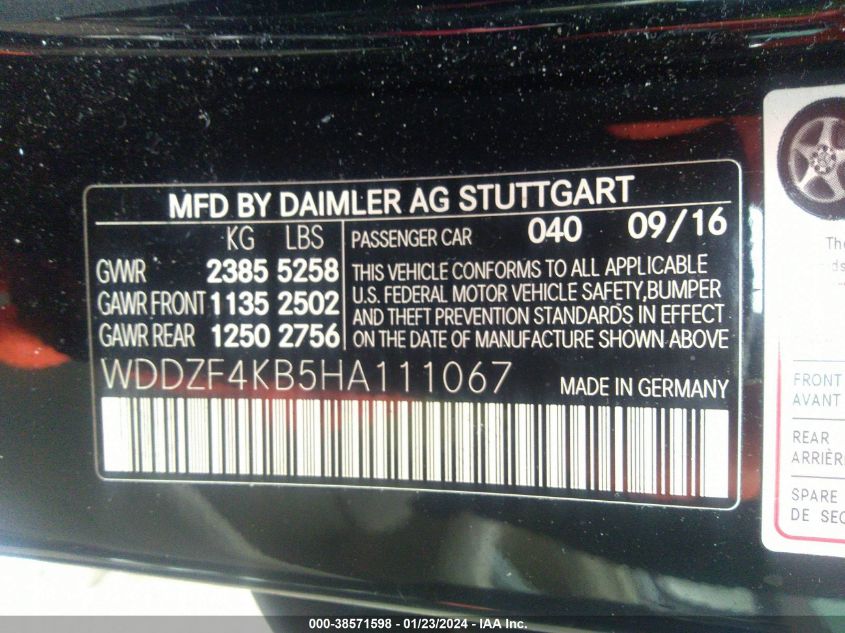 MFD BY DAIMLER AG STUTTGART
KG LBS
GVWR 2385 5258
GAWR FRONT 1135 2502
GAWR REAR 1250 2756
PASSENGER CAR 040 09/16
THIS VEHICLE CONFORMS TO ALL APPLICABLE
U.S. FEDERAL MOTOR VEHICLE SAFETY,BUMPER
AND THEFT PREVENTION STANDARDS IN EFFECT
ON THE DATE OF MANUFACTURE SHOWN ABOVE
WDDZF4KB5HA111067 MADE IN GERMANY
FRONT
AVANT
REAR
ARRIÈR
SPARE
DE SEC
000-38571598 - 01/23/2024 - IAA Inc.